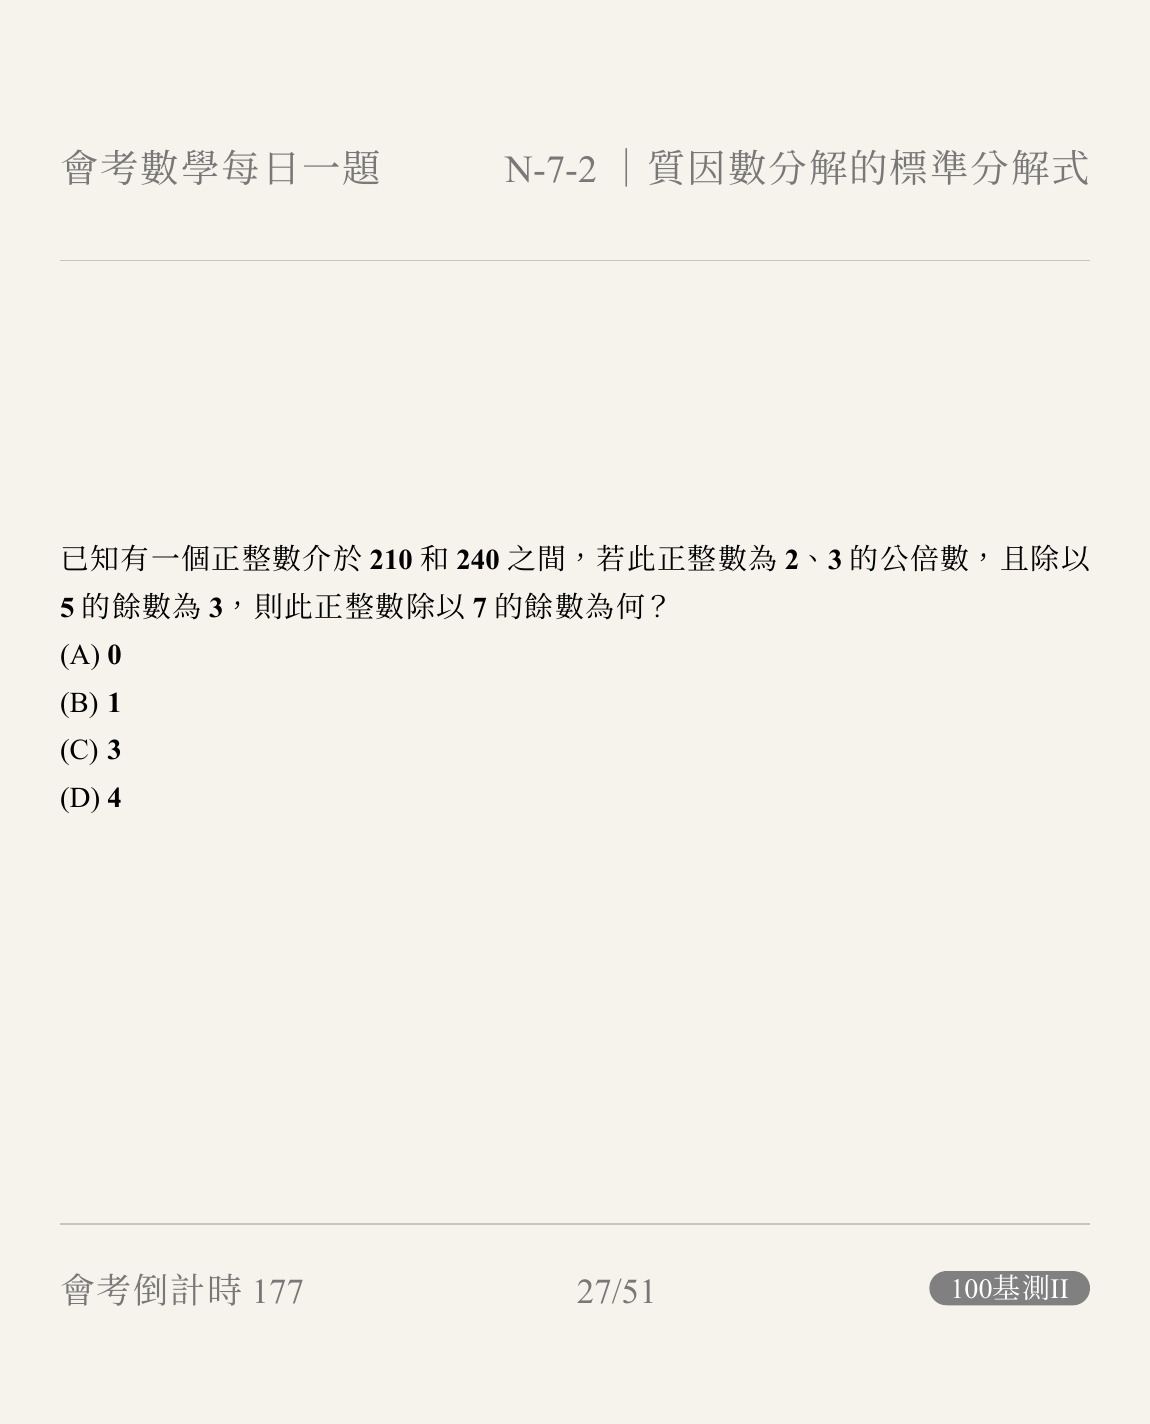 會考數學每日一題
N-7-2｜質因數分解的標準分解式
已知有一個正整數介於 210 和 240 之間，若此正整數為 2、3 的公倍數，且除以
5 的餘數為 3，則此正整數除以 7 的餘數為何？
(A) 0
(B) 1
(C) 3
(D) 4
會考倒計時 177
27/51
100基測II